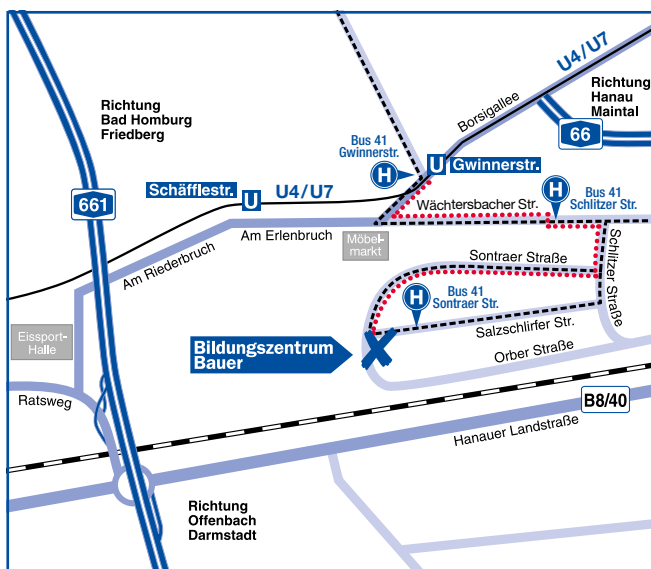 U4/U7
Richtung
Bad Homburg
Friedberg
Richtung
Hanau
Maintal
Borsigallee
66
Bus 41
Gwinnerstr.
H
U
Gwinnerstr.
661
Schäfflestr.
U
U4/U7
Wächtersbacher Str.
H
Bus 41
Schlitzer Str.
Am Erlenbruch
Möbel-
markt
Am Riederbruch
Sontraer Straße
Schlitzer Straße
H
Bus 41
Sontraer Str.
Salzschlirfer Str.
Eissport-
Halle
Bildungszentrum
Bauer
Orber Straße
Ratsweg
B8/40
Hanauer Landstraße
Richtung
Offenbach
Darmstadt